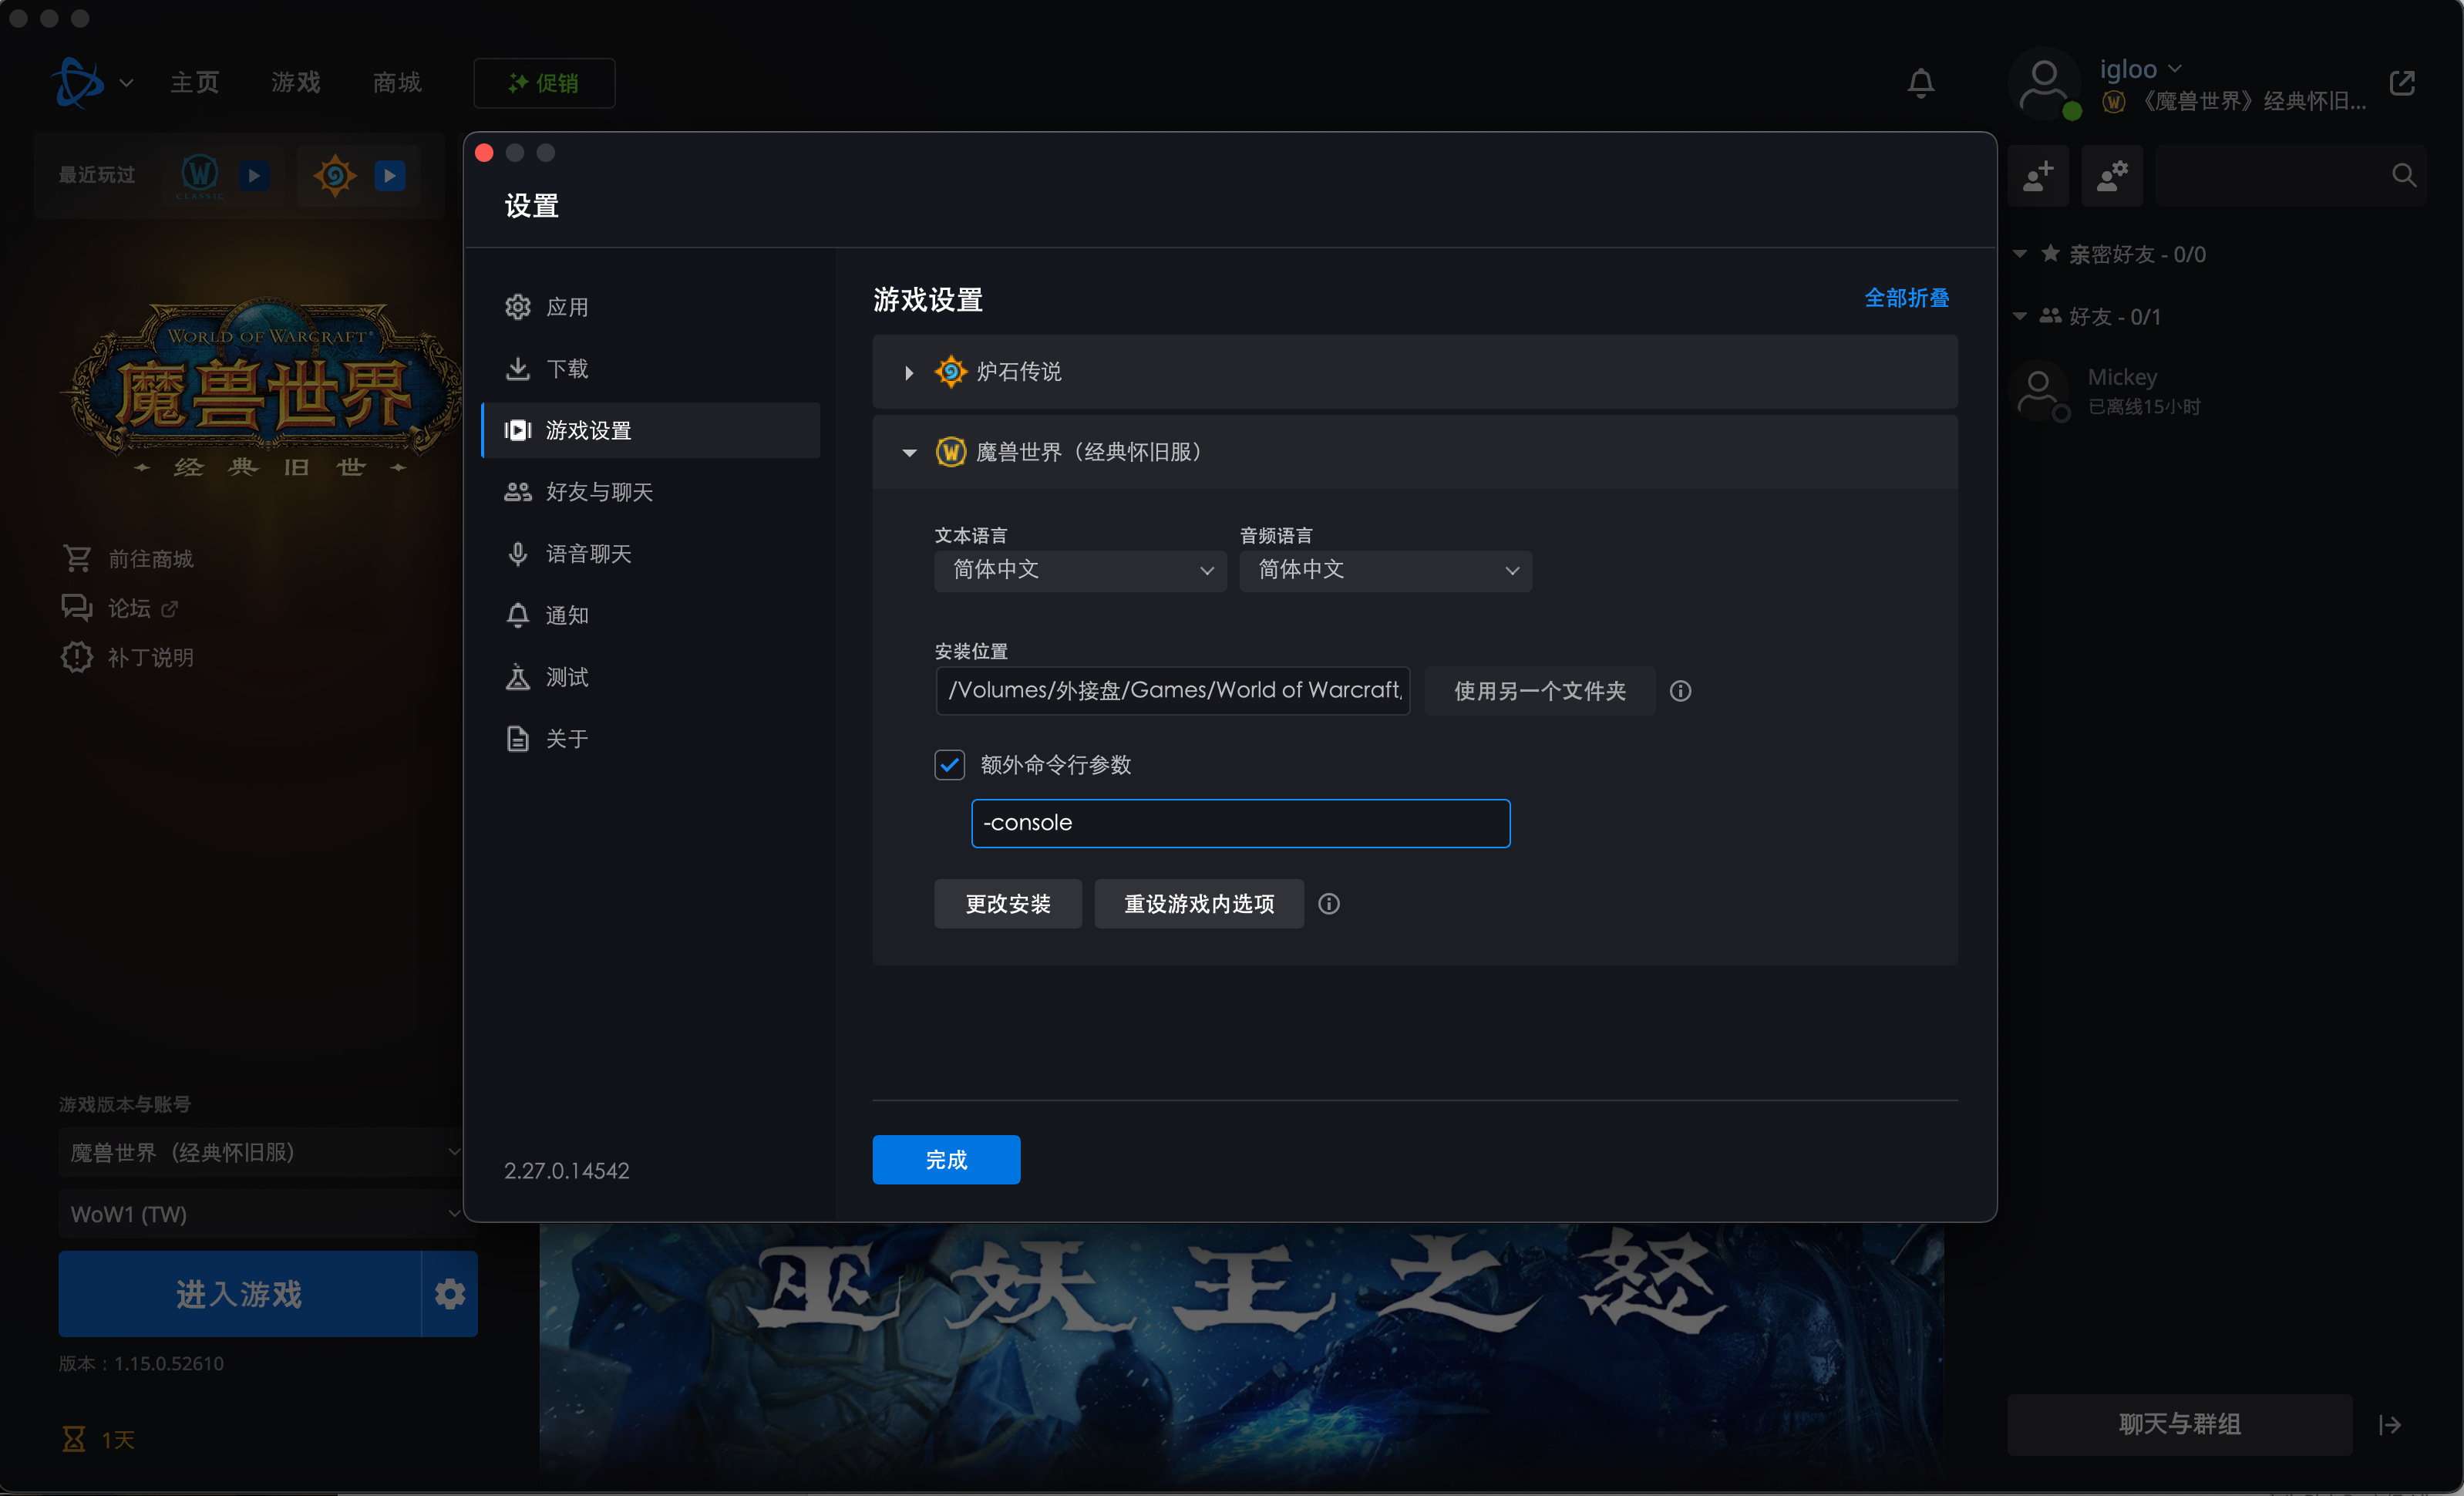 主页
游戏
商城
促销
igloo
《魔兽世界》经典怀旧...
最近玩过
CLASSIC
设置
亲密好友 - 0/0
好友 - 0/1
Mickey
已离线15小时
WORLD OF WARCRAFT
魔兽世界
经典旧世
前往商城
论坛
补丁说明
应用
下载
游戏设置
好友与聊天
语音聊天
通知
测试
关于
2.27.0.14542
游戏设置
全部折叠
炉石传说
魔兽世界（经典怀旧服）
文本语言
音频语言
简体中文
简体中文
安装位置
/Volumes/外接盘/Games/World of Warcraft,
使用另一个文件夹
额外命令行参数
-console
更改安装
重设游戏内选项
完成
游戏版本与账号
魔兽世界（经典怀旧服）
WoW1 (TW)
进入游戏
版本：1.15.0.52610
1天
巫妖王之怒
聊天与群组